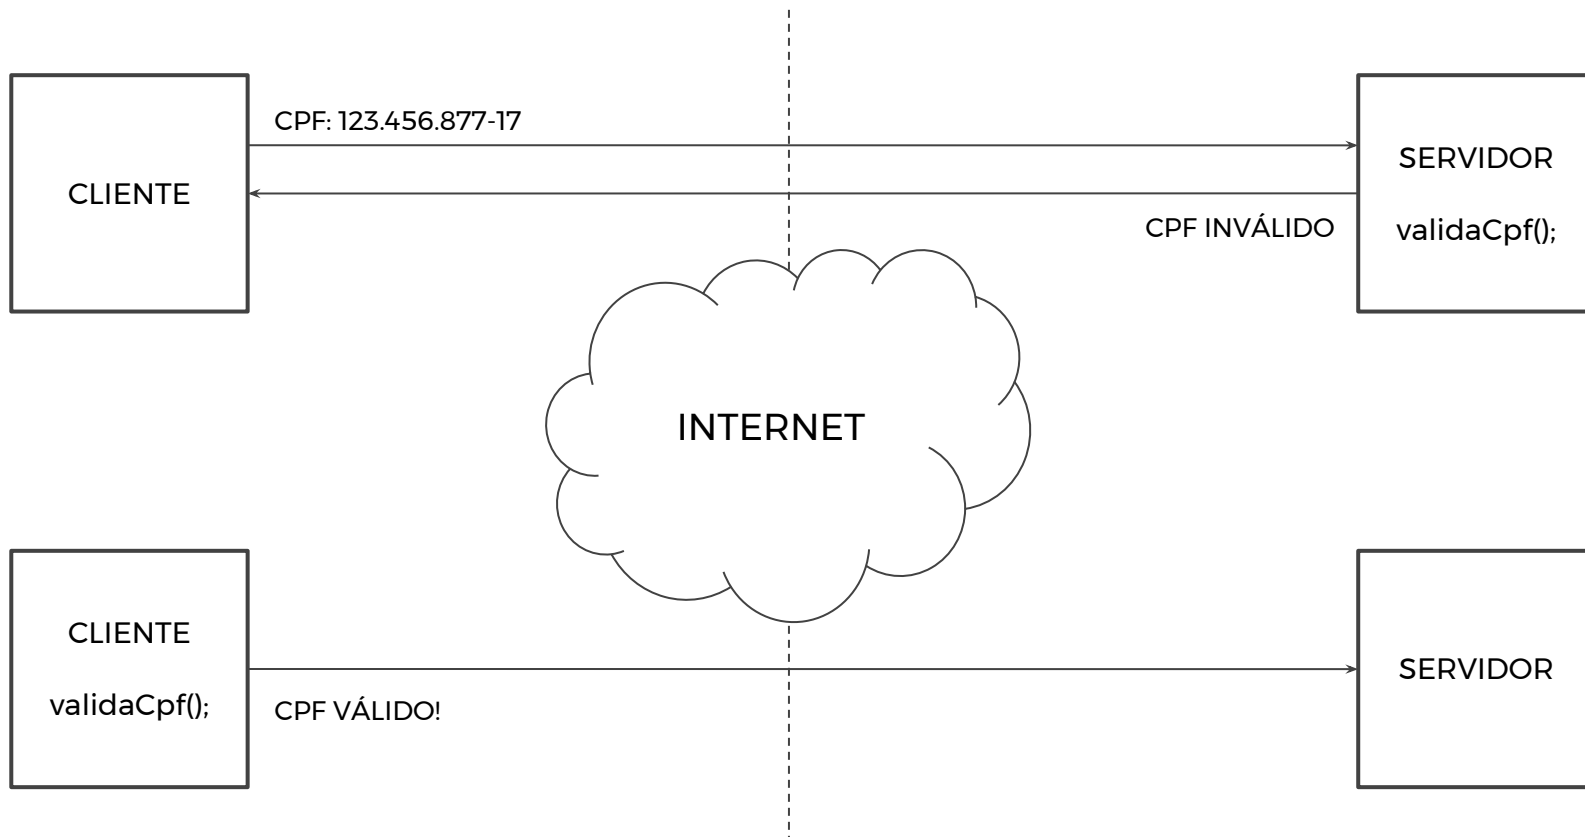 CPF: 123.456.877-17
CLIENTE
SERVIDOR
validaCpf();
CPF INVÁLIDO
INTERNET
CLIENTE
validaCpf();
CPF VÁLIDO!
SERVIDOR